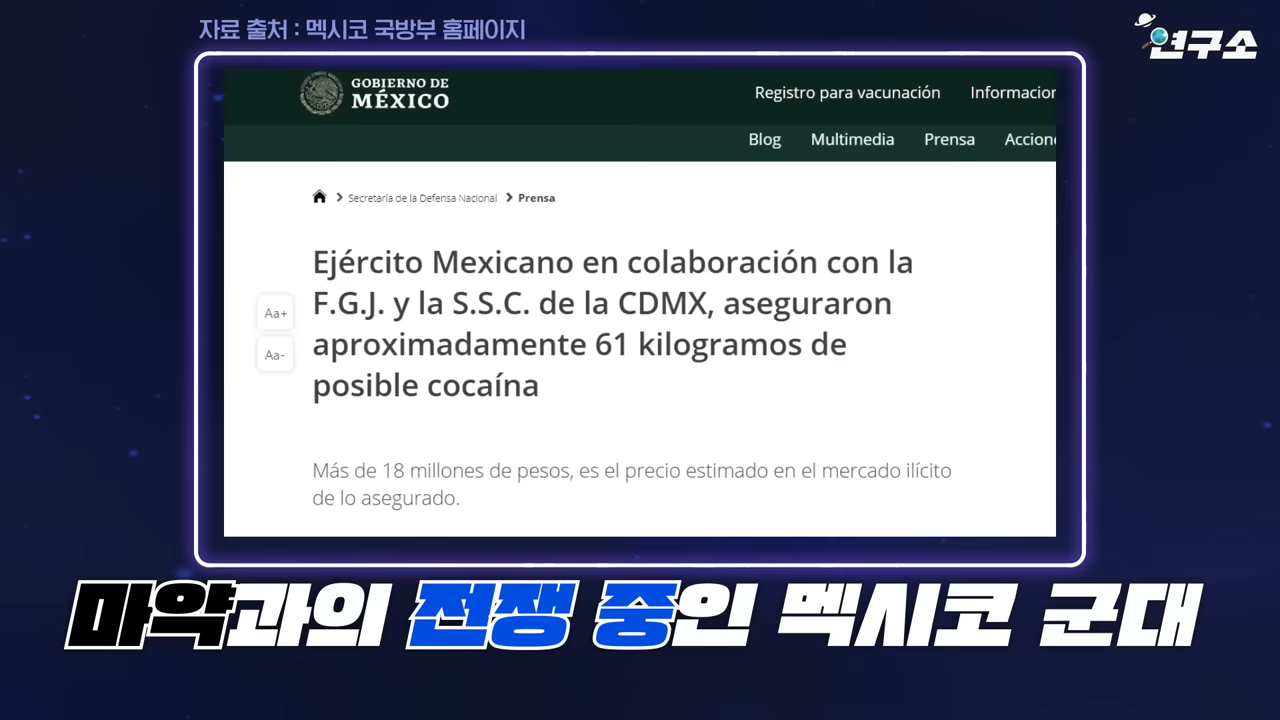 자료 출처 : 멕시코 국방부 홈페이지
연구소
GOBIERNO DE
MÉXICO
Registro para vacunación Informacion
Blog Multimedia Prensa Accione
Secretaría de la Defensa Nacional > Prensa
Ejército Mexicano en colaboración con la
F.G.J. y la S.S.C. de la CDMX, aseguraron
aproximadamente 61 kilogramos de
posible cocaína
Aa+
Aa-
Más de 18 millones de pesos, es el precio estimado en el mercado ilícito
de lo asegurado.
마약과의 전쟁 중인 멕시코 군대